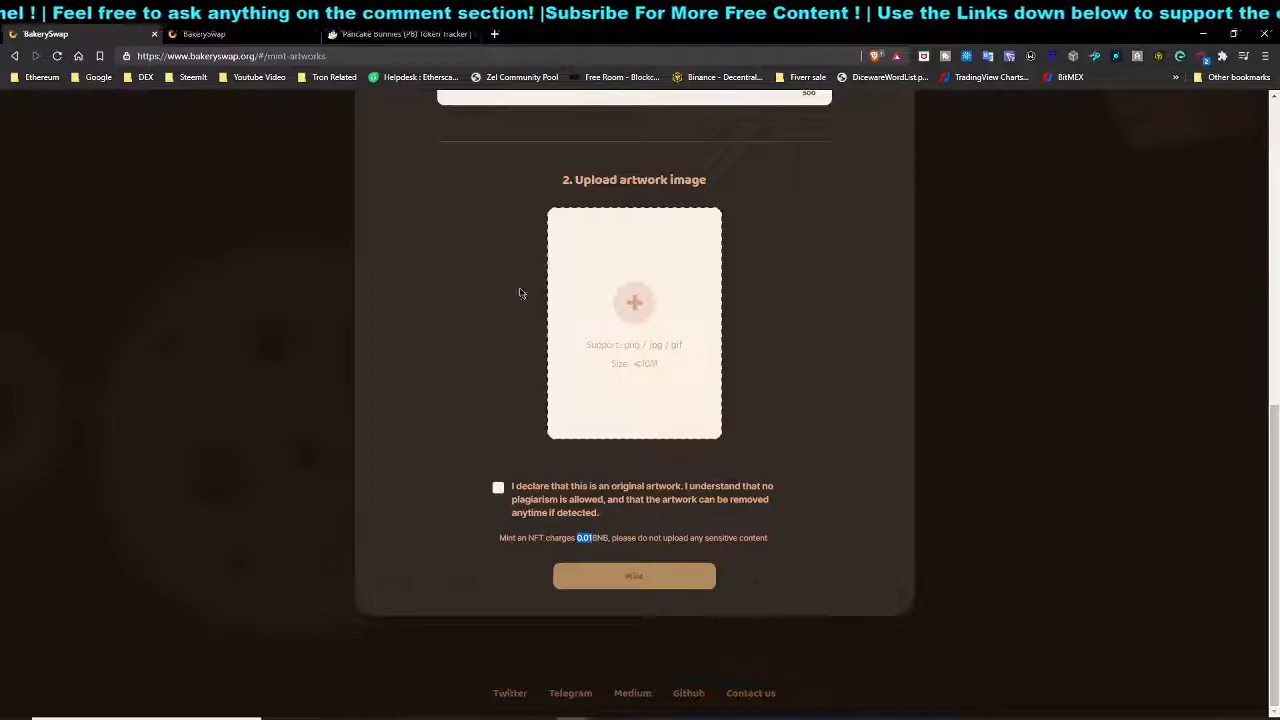 nel ! | Feel free to ask anything on the comment section! |Subsribe For More Free Content ! | Use the Links down below to support the c
BakerySwap
BakerySwap
"Pancake Bunnies (PB) Token Tracker |
https://www.bakeryswap.org/#/mint-artworks
Ethereum
Google
DEX
SteemIt
Youtube Video
Tron Related
Helpdesk : Ethersca...
Zel Community Pool
Free Room - Blockc...
Binance - Decentral...
Fiverr sale
DicewareWordList.p...
TradingView Charts...
BitMEX
»
Other bookmarks
500
2. Upload artwork image
Support: png / jpg / gif
Size: ≤10M
I declare that this is an original artwork. I understand that no
plagiarism is allowed, and that the artwork can be removed
anytime if detected.
Mint an NFT charges 0.01BNB, please do not upload any sensitive content
Mint
Twitter
Telegram
Medium
Github
Contact us